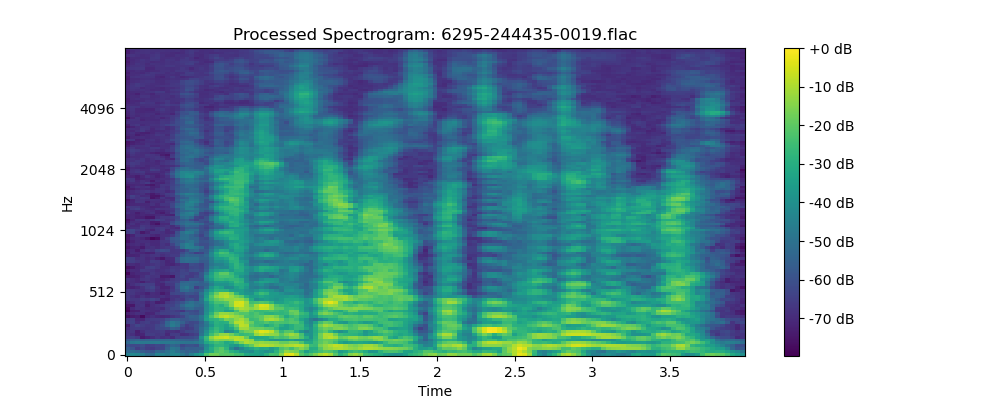 Processed Spectrogram: 6295-244435-0019.flac
Hz
4096
2048
1024
512
0
0 0.5 1 1.5 2 2.5 3 3.5
Time
+0 dB
-10 dB
-20 dB
-30 dB
-40 dB
-50 dB
-60 dB
-70 dB